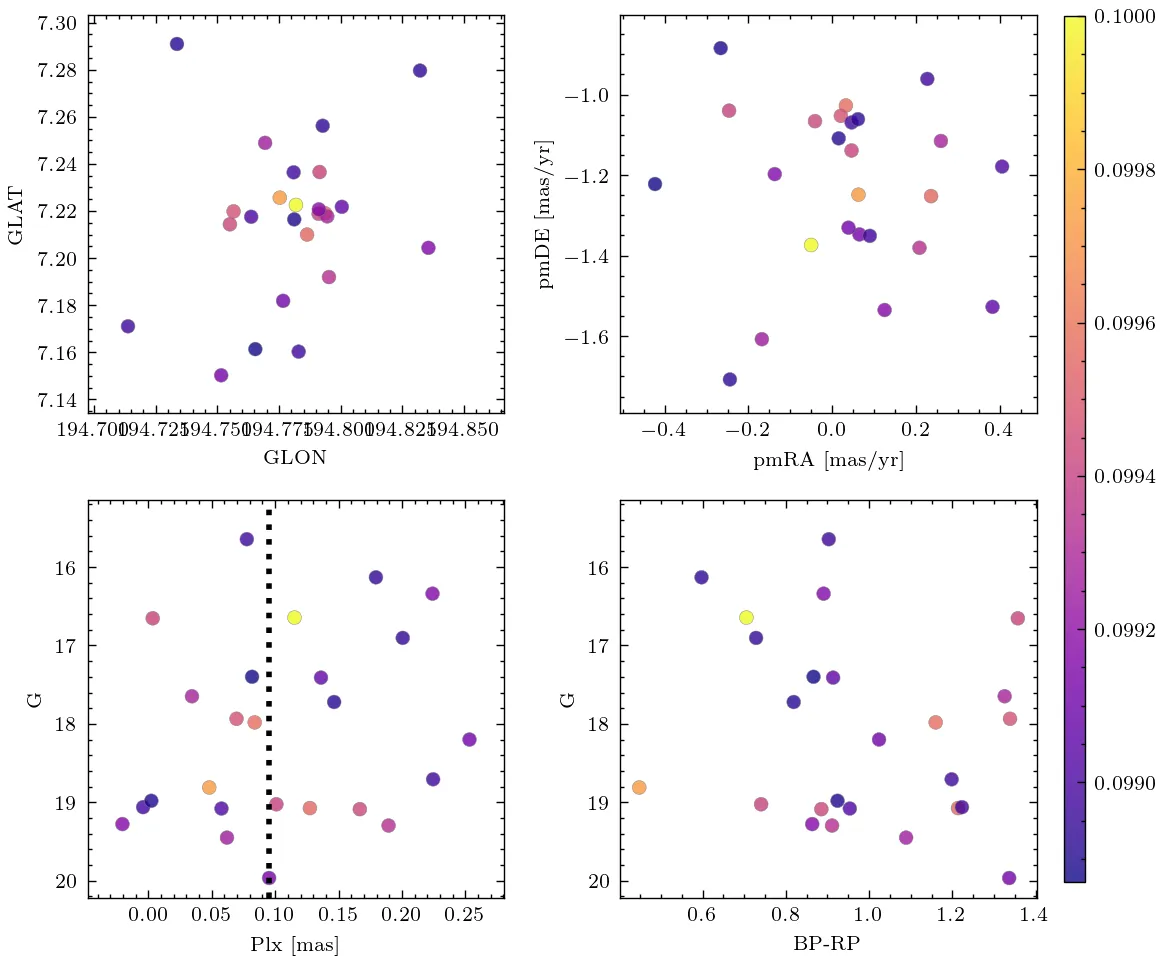 7.30
7.28
7.26
7.24
7.22
7.20
7.18
7.16
7.14
GLAT
194.700 194.725 194.750 194.775 194.800 194.825 194.850
GLON
−1.0
−1.2
−1.4
−1.6
pmDE [mas/yr]
−0.4 −0.2 0.0 0.2 0.4
pmRA [mas/yr]
16
17
18
19
20
G
0.00 0.05 0.10 0.15 0.20 0.25
Plx [mas]
16
17
18
19
20
G
0.6 0.8 1.0 1.2 1.4
BP-RP
0.1000
0.0998
0.0996
0.0994
0.0992
0.0990